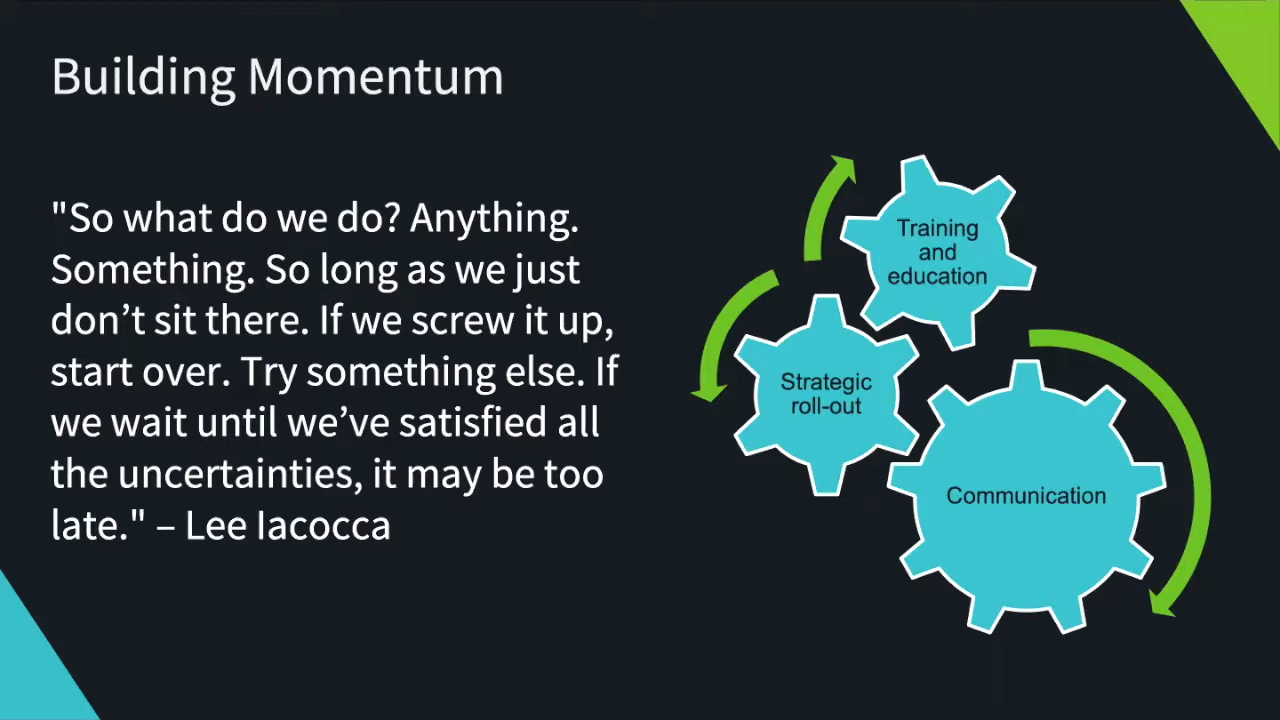 Building Momentum
"So what do we do? Anything.
Something. So long as we just
don’t sit there. If we screw it up,
start over. Try something else. If
we wait until we’ve satisfied all
the uncertainties, it may be too
late." – Lee Iacocca
Training
and
education
Strategic
roll-out
Communication